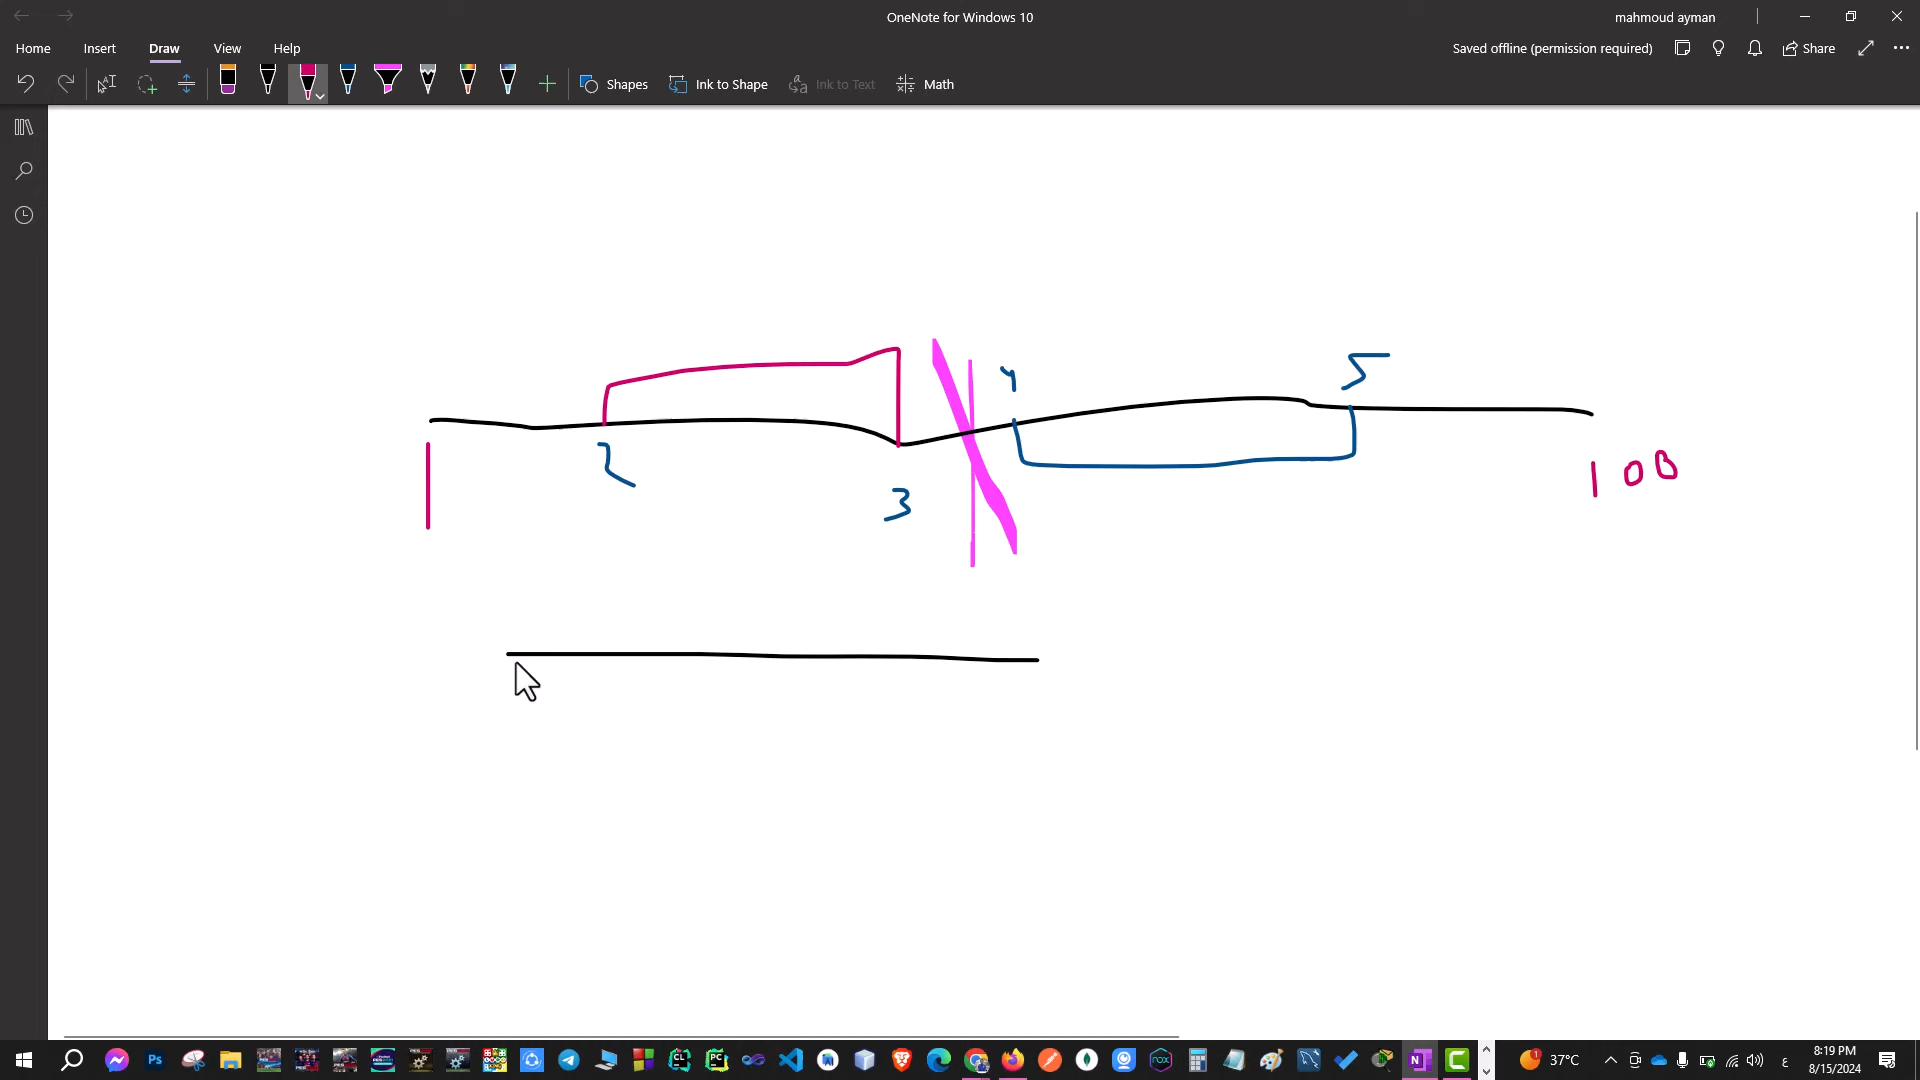 OneNote for Windows 10
mahmoud ayman
Home Insert Draw View Help
Saved offline (permission required)
Share
Shapes
Ink to Shape
Ink to Text
Math
4
5
2
3
1
100
37°C
ع
8:19 PM
8/15/2024